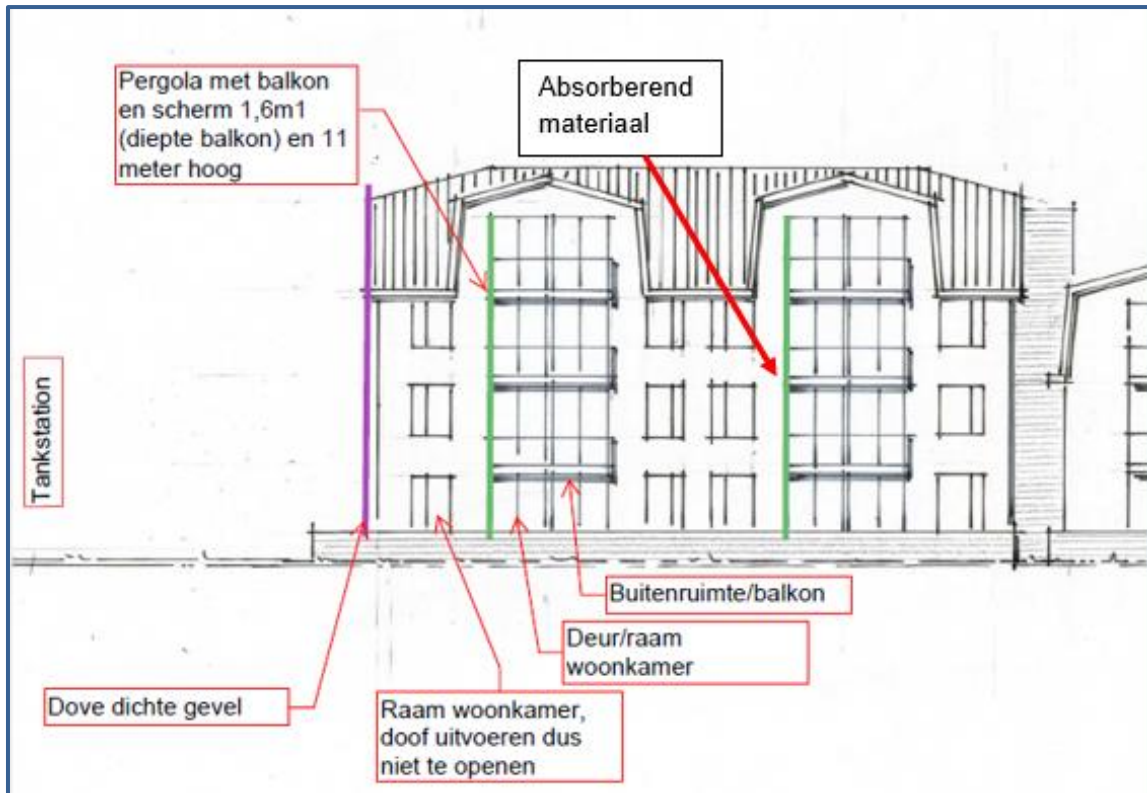 Pergola met balkon
en scherm 1,6m1
(diepte balkon) en 11
meter hoog
Absorberend
materiaal
Tankstation
Buitenruimte/balkon
Deur/raam
woonkamer
Dove dichte gevel
Raam woonkamer,
doof uitvoeren dus
niet te openen